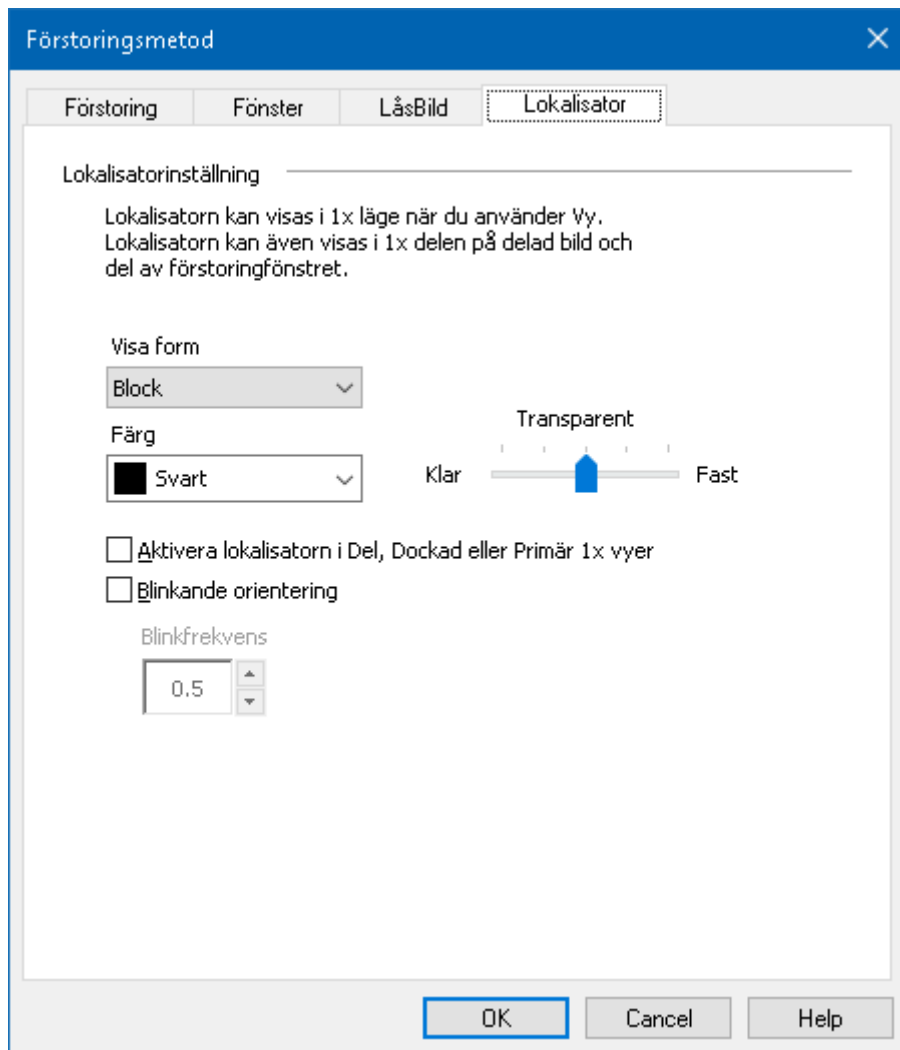 Förstoringsmetod
Förstoring Fönster LåsBild Lokalisator
Lokalisatorinställning
Lokalisatorn kan visas i 1x läge när du använder Vy.
Lokalisatorn kan även visas i 1x delen på delad bild och
del av förstoringfönstret.
Visa form
Block
Transparent
Färg
Svart
Klar Fast
Aktivera lokalisatorn i Del, Dockad eller Primär 1x vyer
Blinkande orientering
Blinkfrekvens
0.5
OK Cancel Help